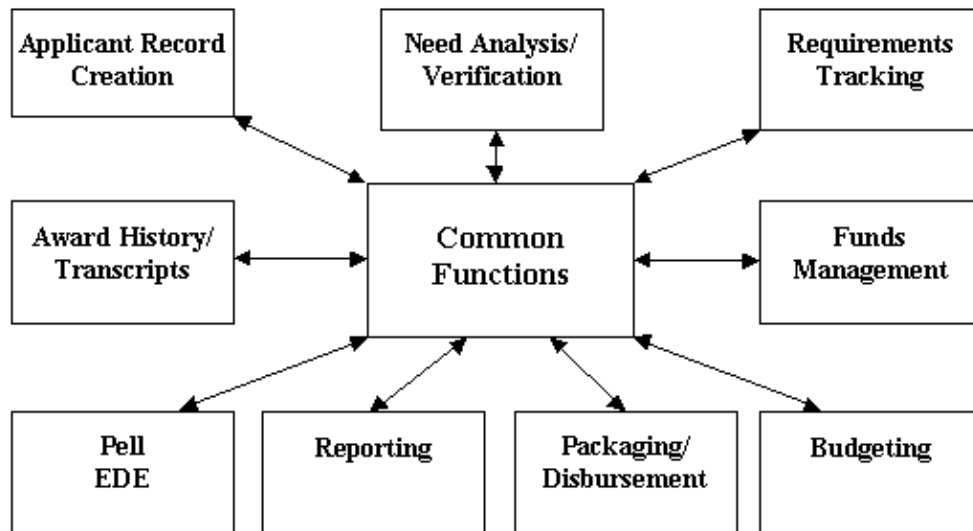 Applicant Record
Creation
Need Analysis/
Verification
Requirements
Tracking
Award History/
Transcripts
Common
Functions
Funds
Management
Pell
EDE
Reporting
Packaging/
Disbursement
Budgeting